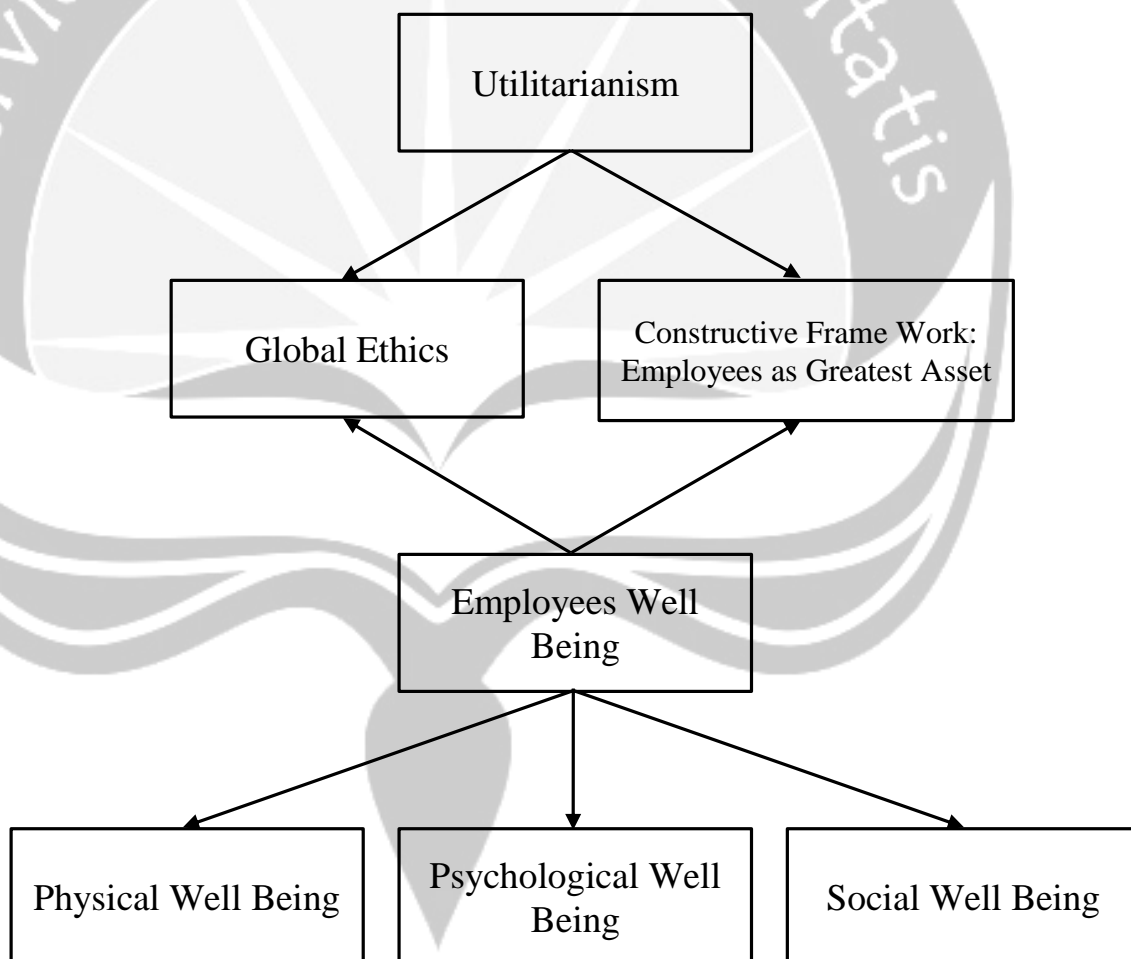 Utilitarianism
Global Ethics
Constructive Frame Work:
Employees as Greatest Asset
Employees Well
Being
Physical Well Being
Psychological Well
Being
Social Well Being